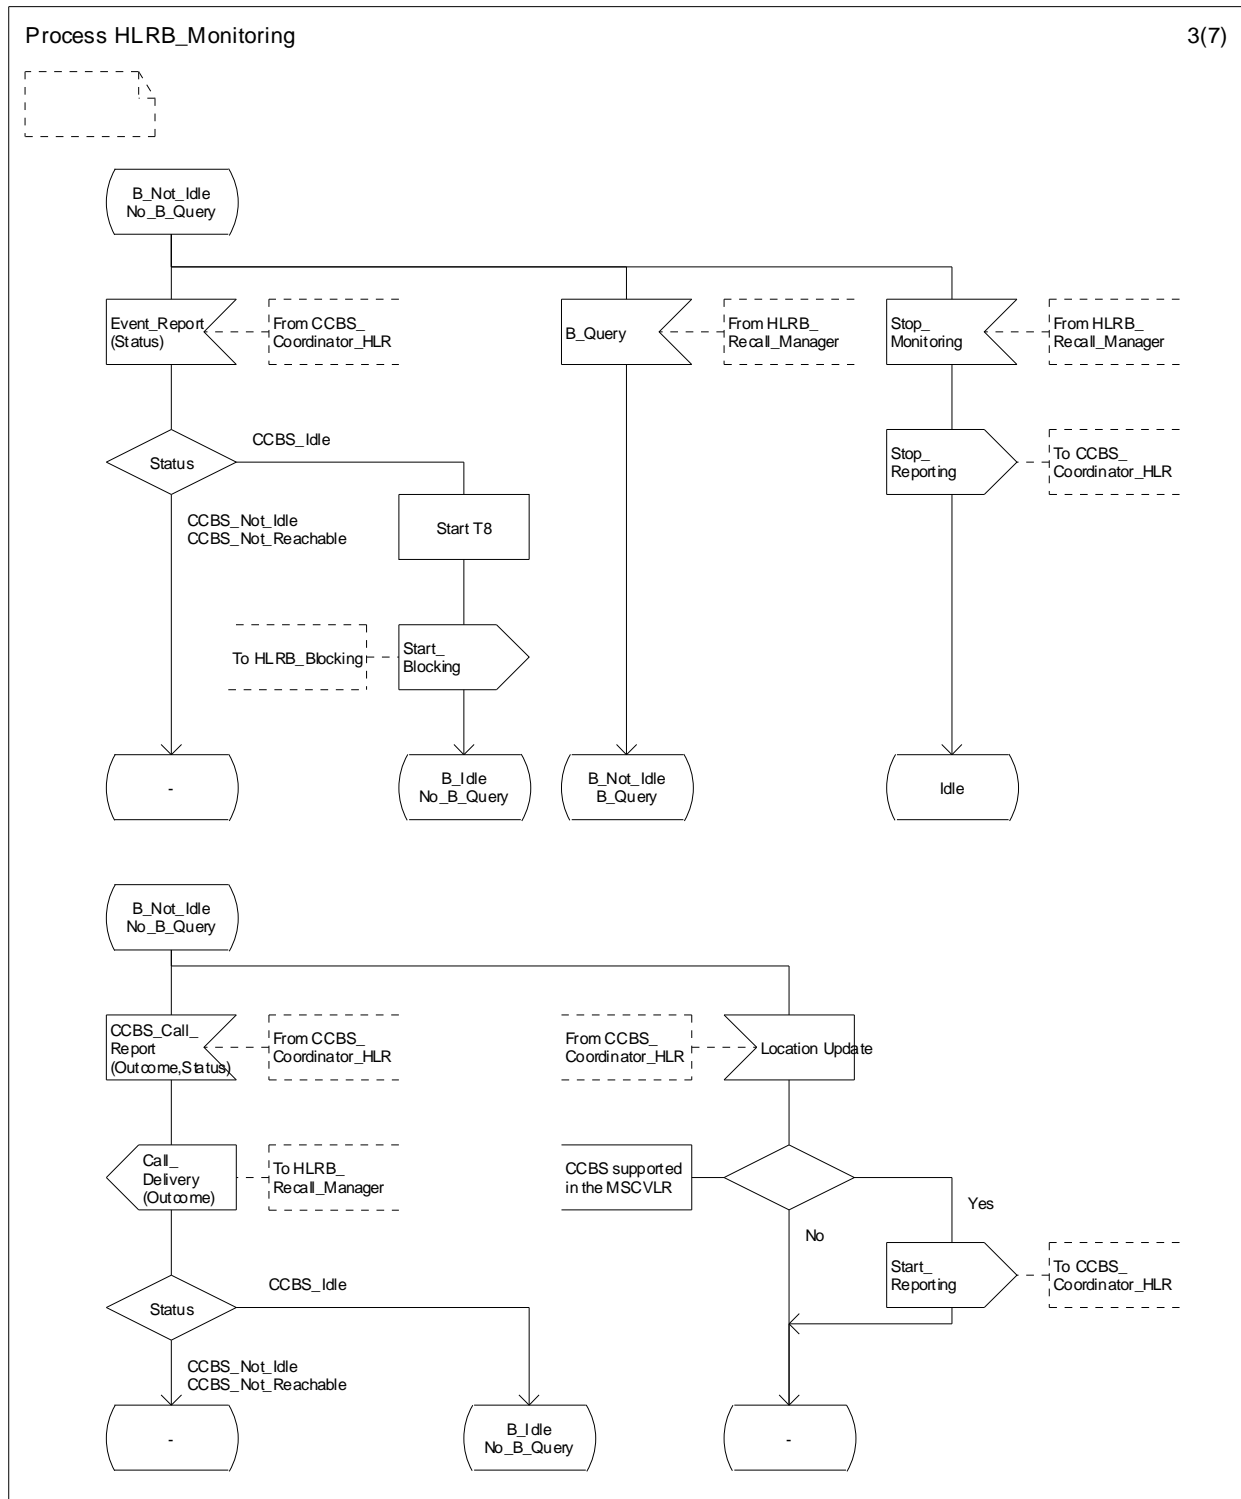 Process HLRB_Monitoring
3(7)
B_Not_Idle
No_B_Query
Event_Report
(Status)
From CCBS_
Coordinator_HLR
B_Query
From HLRB_
Recall_Manager
Stop_
Monitoring
From HLRB_
Recall_Manager
Status
CCBS_Idle
Stop_
Reporting
To CCBS_
Coordinator_HLR
CCBS_Not_Idle
CCBS_Not_Reachable
Start T8
To HLRB_Blocking
Start_
Blocking
-
B_Idle
No_B_Query
B_Not_Idle
B_Query
Idle
B_Not_Idle
No_B_Query
CCBS_Call_
Report
(Outcome,Status)
From CCBS_
Coordinator_HLR
From CCBS_
Coordinator_HLR
Location Update
Call_
Delivery
(Outcome)
To HLRB_
Recall_Manager
CCBS supported
in the MSCVLR
Yes
No
Start_
Reporting
To CCBS_
Coordinator_HLR
Status
CCBS_Idle
CCBS_Not_Idle
CCBS_Not_Reachable
-
B_Idle
No_B_Query
-